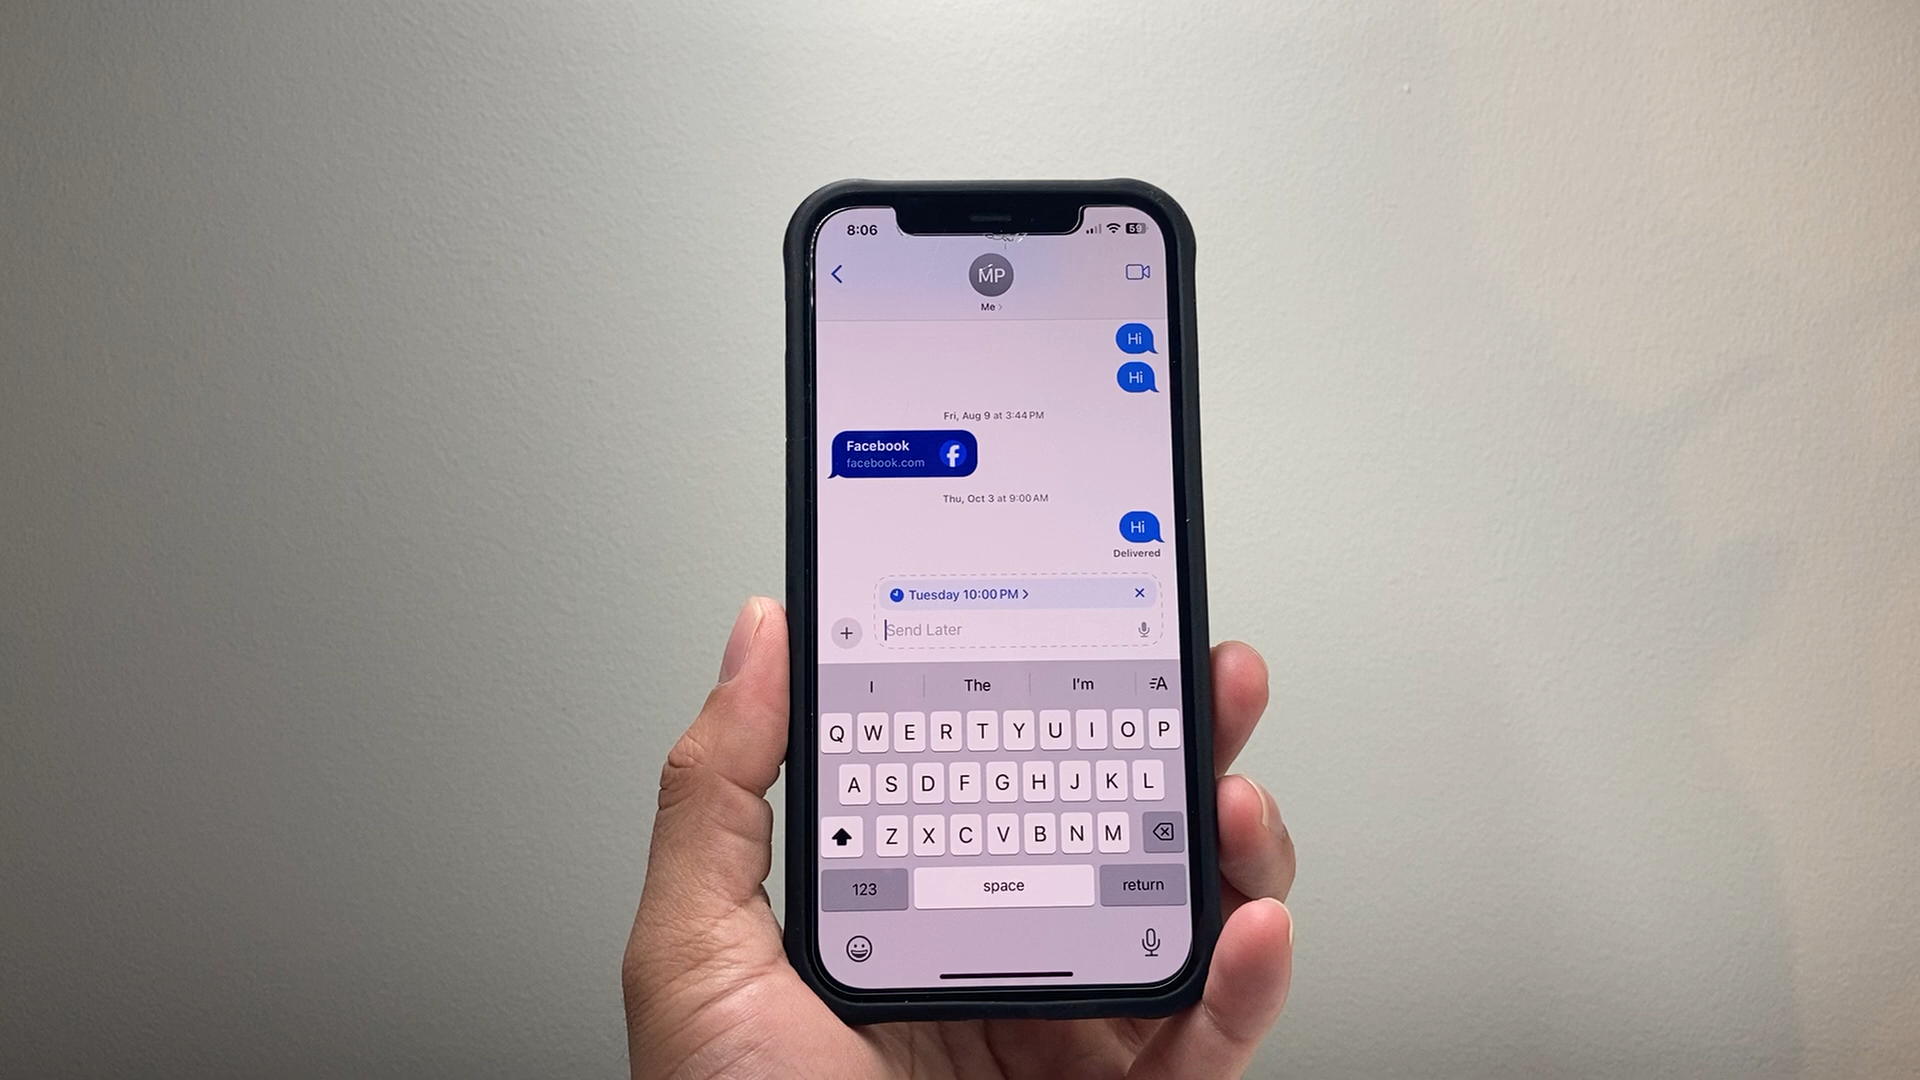 8:06
59
MP
Me
Hi
Hi
Fri, Aug 9 at 3:44 PM
Facebook
facebook.com
Thu, Oct 3 at 9:00 AM
Hi
Delivered
Tuesday 10:00 PM
Send Later
I The I'm A
Q W E R T Y U I O P
A S D F G H J K L
Z X C V B N M
123 space return